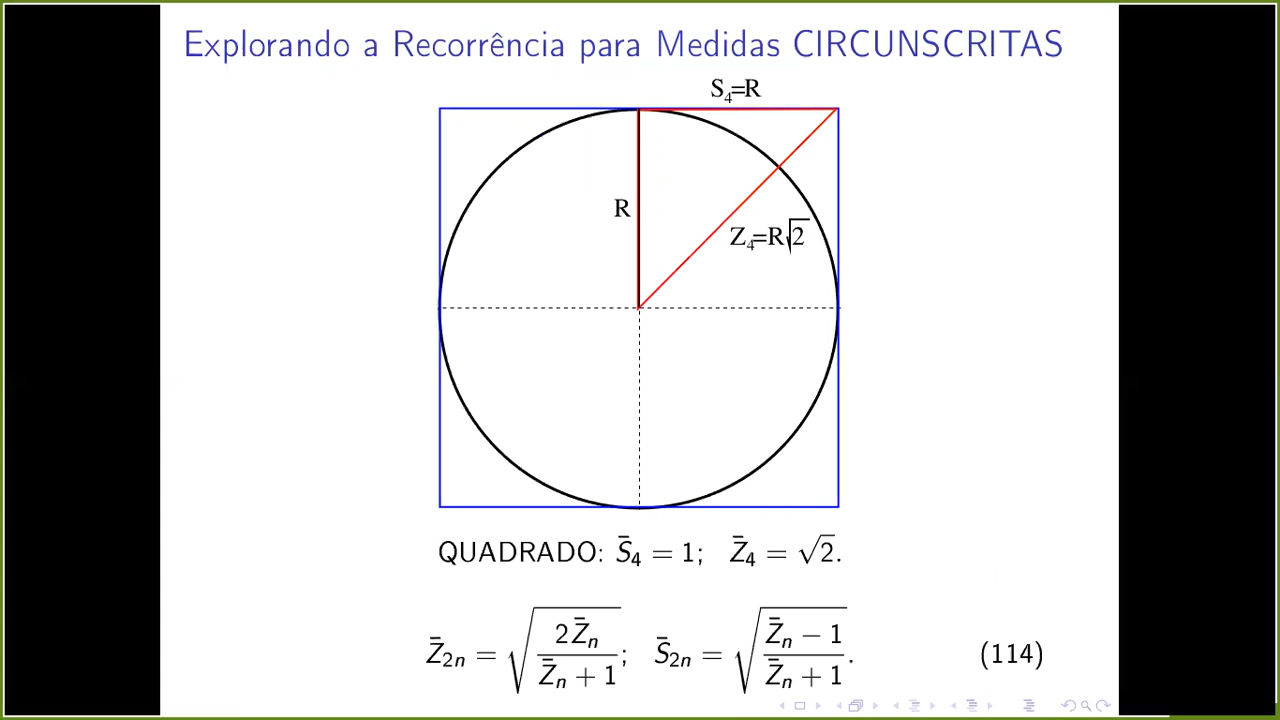 Explorando a Recorrência para Medidas CIRCUNSCRITAS
S₄=R
R
Z₄=R√2
QUADRADO: S̄₄ = 1; Z̄₄ = √2.
Z̄₂ₙ = √(2Z̄ₙ / (Z̄ₙ + 1)); S̄₂ₙ = √((Z̄ₙ − 1) / (Z̄ₙ + 1)). (114)